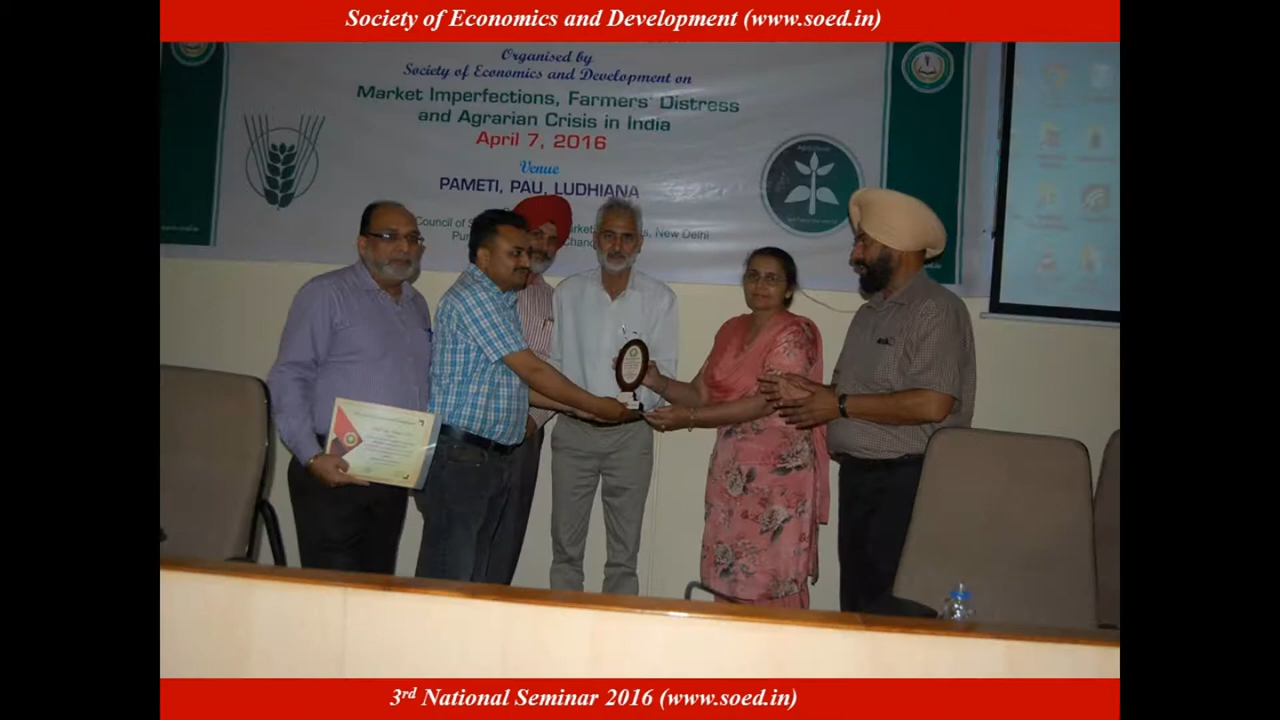 Society of Economics and Development (www.soed.in)
Organised by
Society of Economics and Development on
Market Imperfections, Farmers' Distress
and Agrarian Crisis in India
April 7, 2016
Venue
PAMETI, PAU, LUDHIANA
Council of New Delhi
3rd National Seminar 2016 (www.soed.in)